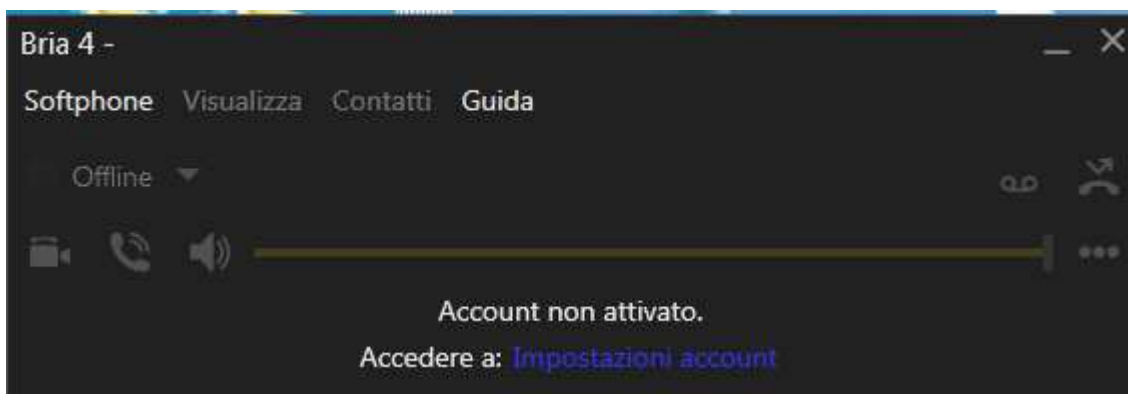 Bria 4 -
Softphone Visualizza Contatti Guida
Offline
Account non attivato.
Accedere a: Impostazioni account